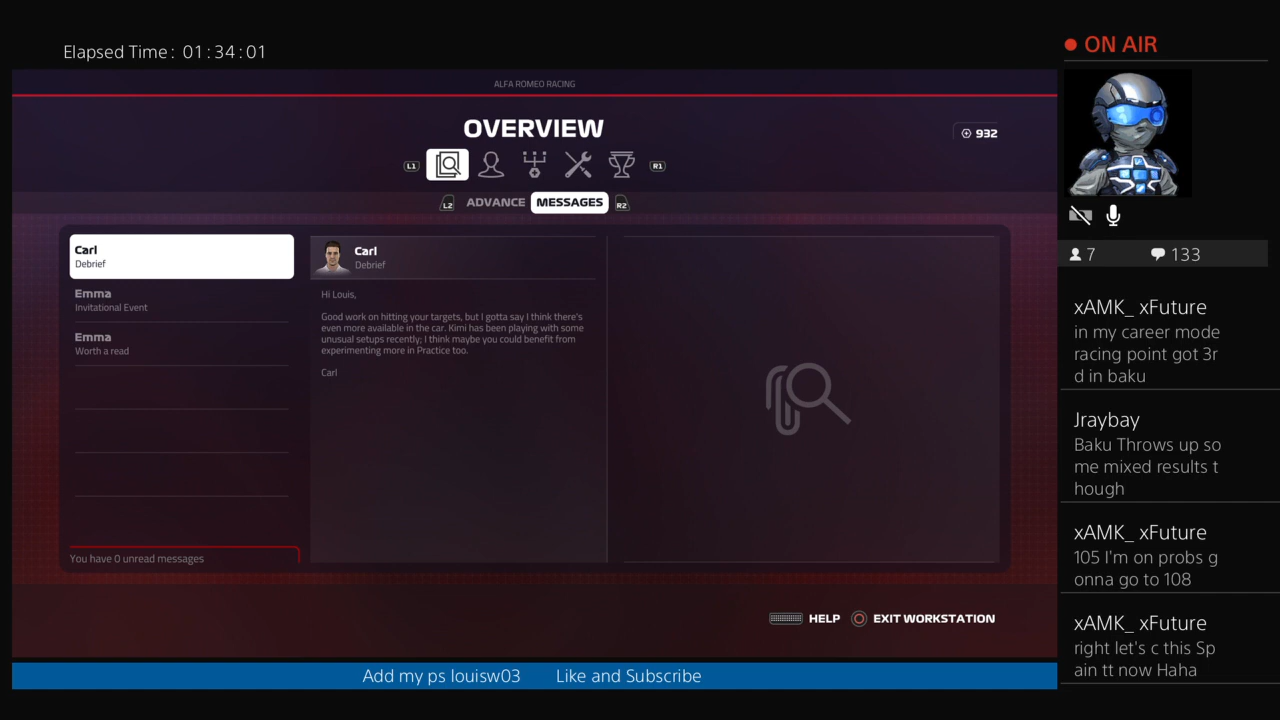 Elapsed Time: 01:34:01
ON AIR
ALFA ROMEO RACING
OVERVIEW
932
L1
R1
L2 ADVANCE MESSAGES R2
Carl
Debrief
Emma
Invitational Event
Emma
Worth a read
You have 0 unread messages
Carl
Debrief
Hi Louis,
Good work on hitting your targets, but I gotta say I think there's
even more available in the car. Kimi has been playing with some
unusual setups recently; I think maybe you could benefit from
experimenting more in Practice too.
Carl
HELP EXIT WORKSTATION
Add my ps louisw03 Like and Subscribe
7 133
xAMK_ xFuture
in my career mode
racing point got 3r
d in baku
Jraybay
Baku Throws up so
me mixed results t
hough
xAMK_ xFuture
105 I'm on probs g
onna go to 108
xAMK_ xFuture
right let's c this Sp
ain tt now Haha